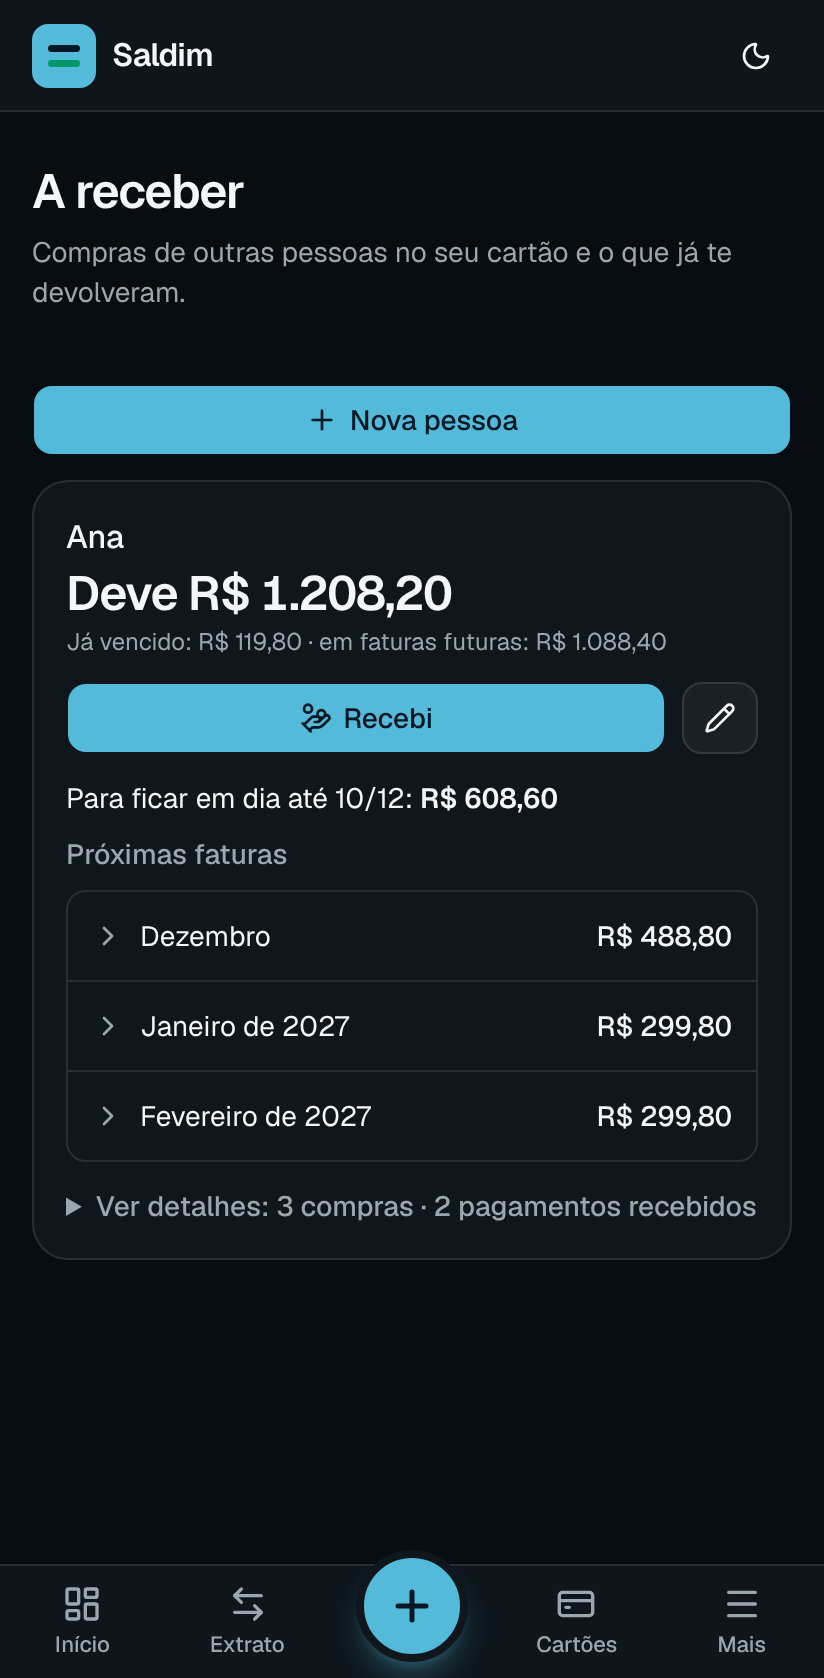 Saldim
A receber
Compras de outras pessoas no seu cartão e o que já te
devolveram.
Nova pessoa
Ana
Deve R$ 1.208,20
Já vencido: R$ 119,80 · em faturas futuras: R$ 1.088,40
Recebi
Para ficar em dia até 10/12: R$ 608,60
Próximas faturas
Dezembro R$ 488,80
Janeiro de 2027 R$ 299,80
Fevereiro de 2027 R$ 299,80
Ver detalhes: 3 compras · 2 pagamentos recebidos
Início Extrato Cartões Mais